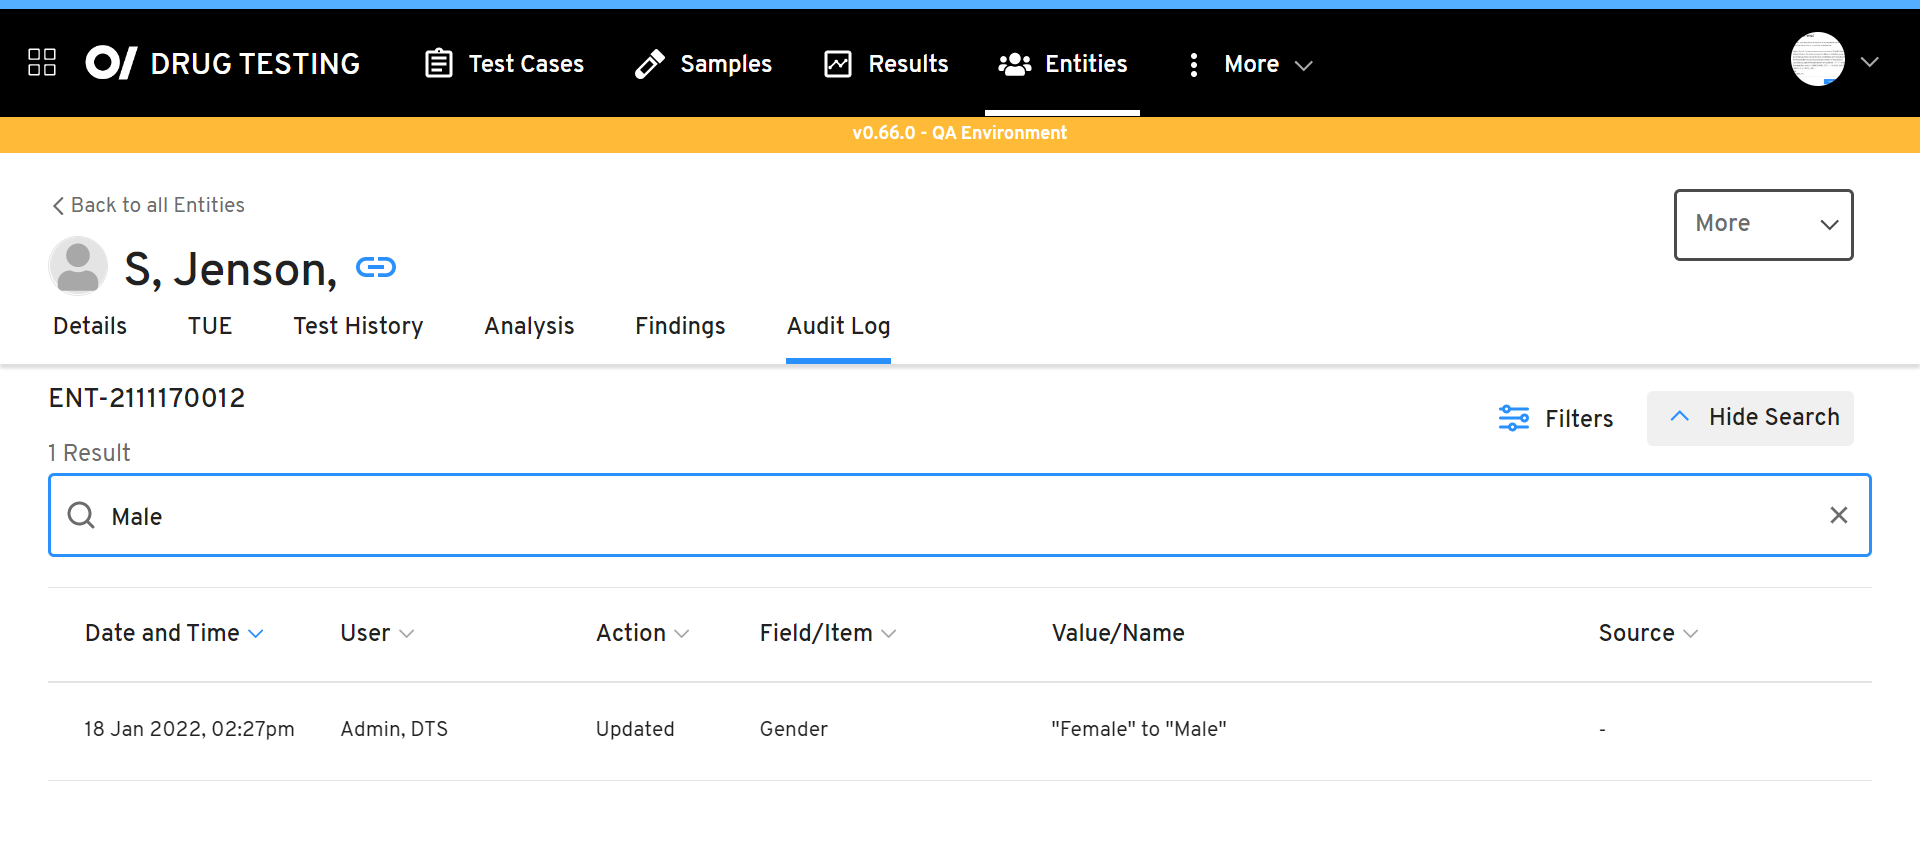 DRUG TESTING
Test Cases
Samples
Results
Entities
More
v0.66.0 - QA Environment
Back to all Entities
More
S, Jenson,
Details
TUE
Test History
Analysis
Findings
Audit Log
ENT-2111170012
Filters
Hide Search
1 Result
Male
Date and Time
User
Action
Field/Item
Value/Name
Source
18 Jan 2022, 02:27pm
Admin, DTS
Updated
Gender
"Female" to "Male"
-